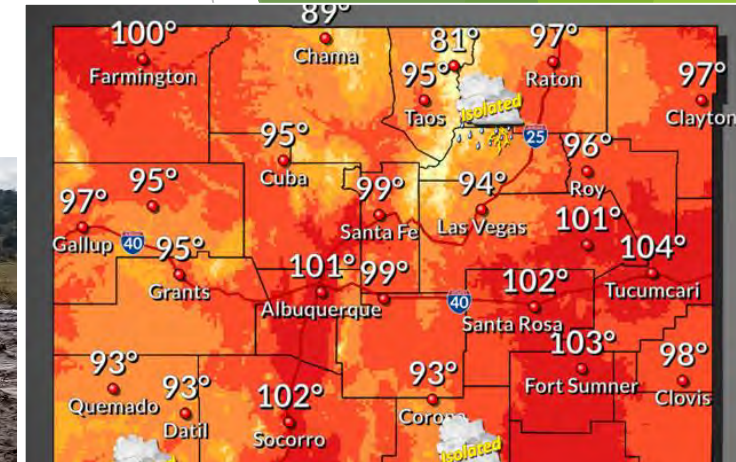 89°
Chama
100°
Farmington
81°
97°
Raton
95°
Taos
Isolated
97°
Clayton
25
95°
Cuba
96°
Roy
97°
Gallup
95°
40
99°
Santa Fe
94°
Las Vegas
101°
95°
Grants
101°
Albuquerque
99°
40
102°
Santa Rosa
104°
Tucumcari
103°
Fort Sumner
98°
Clovis
93°
Quemado
93°
Datil
102°
Socorro
93°
Corona
Isolated